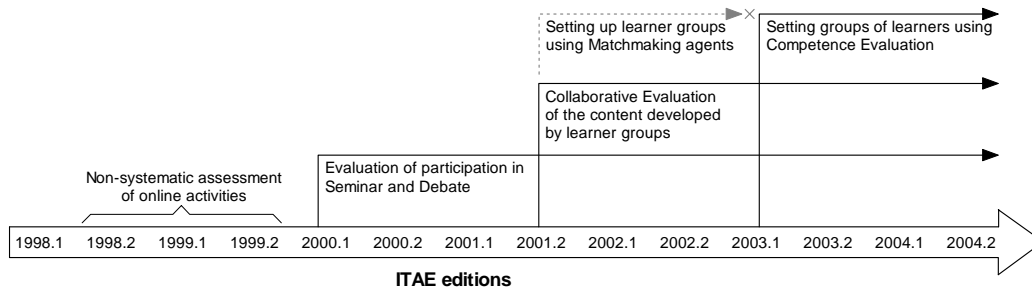 Setting up learner groups
using Matchmaking agents
Setting groups of learners using
Competence Evaluation
Collaborative Evaluation
of the content developed
by learner groups
Evaluation of participation in
Seminar and Debate
Non-systematic assessment
of online activities
1998.1 1998.2 1999.1 1999.2 2000.1 2000.2 2001.1 2001.2 2002.1 2002.2 2003.1 2003.2 2004.1 2004.2
ITAE editions